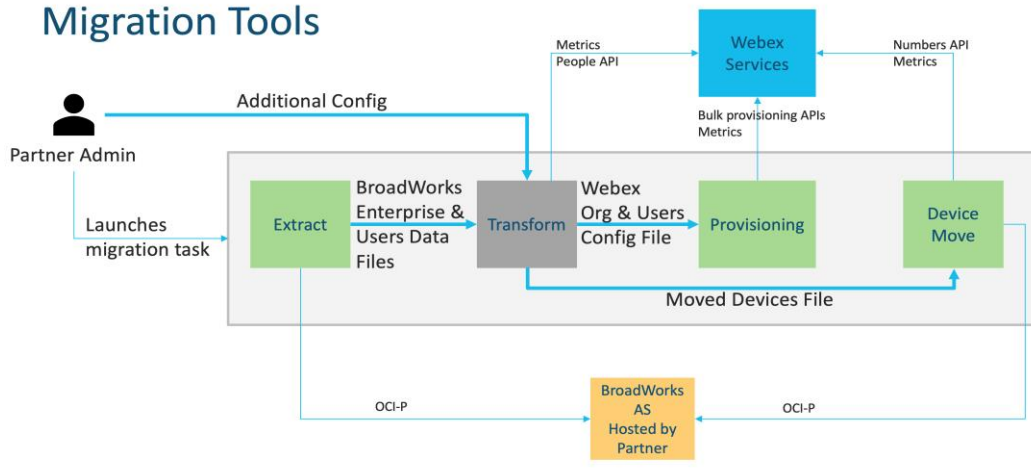 Migration Tools
Metrics
People API
Webex
Services
Numbers API
Metrics
Additional Config
Bulk provisioning APIs
Metrics
Partner Admin
Launches
migration task
Extract
BroadWorks
Enterprise &
Users Data
Files
Transform
Webex
Org & Users
Config File
Provisioning
Device
Move
Moved Devices File
OCI-P
BroadWorks
AS
Hosted by
Partner
OCI-P